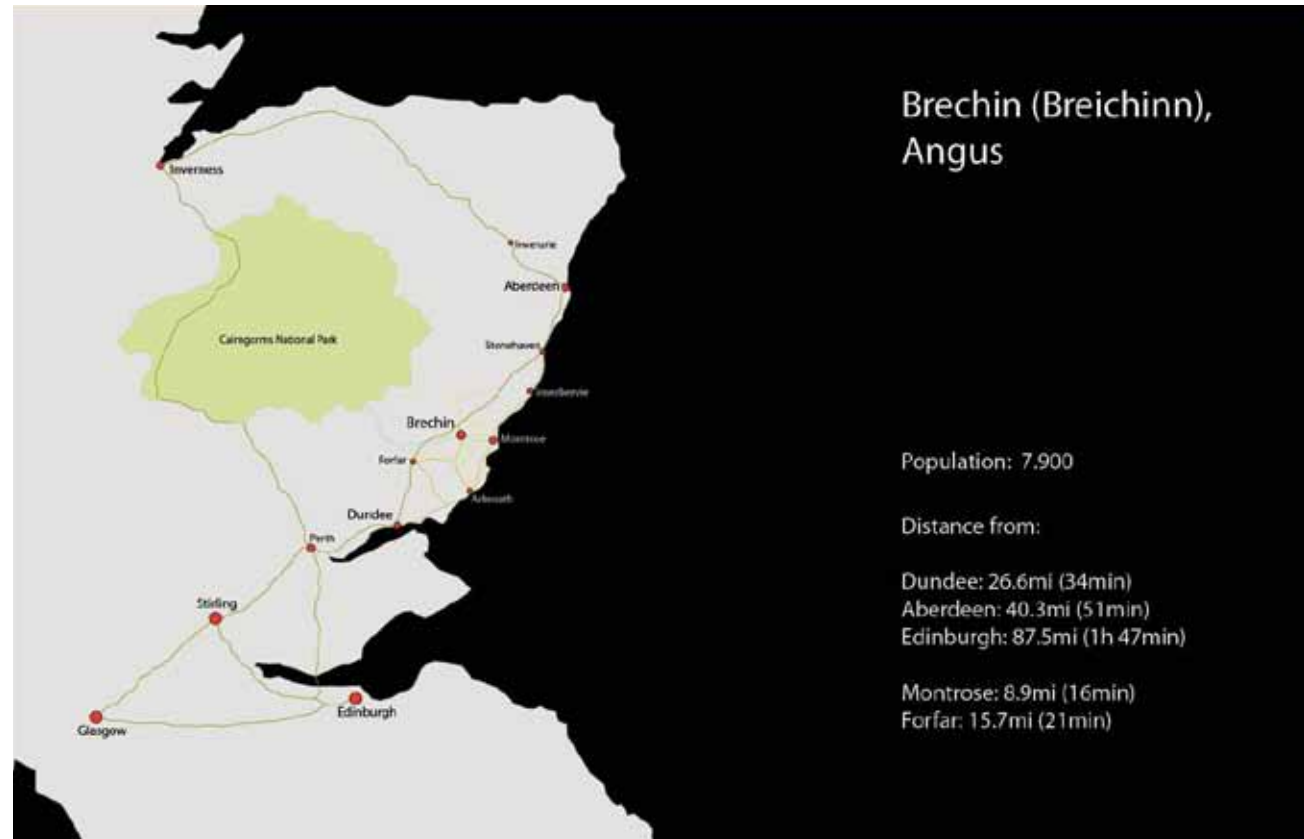 Brechin (Breichinn),
Angus
Inverness
Inverurie
Aberdeen
Cairngorms National Park
Stonehaven
Inverbervie
Brechin
Montrose
Forfar
Arbroath
Dundee
Perth
Stirling
Edinburgh
Glasgow
Population: 7.900
Distance from:
Dundee: 26.6mi (34min)
Aberdeen: 40.3mi (51min)
Edinburgh: 87.5mi (1h 47min)
Montrose: 8.9mi (16min)
Forfar: 15.7mi (21min)